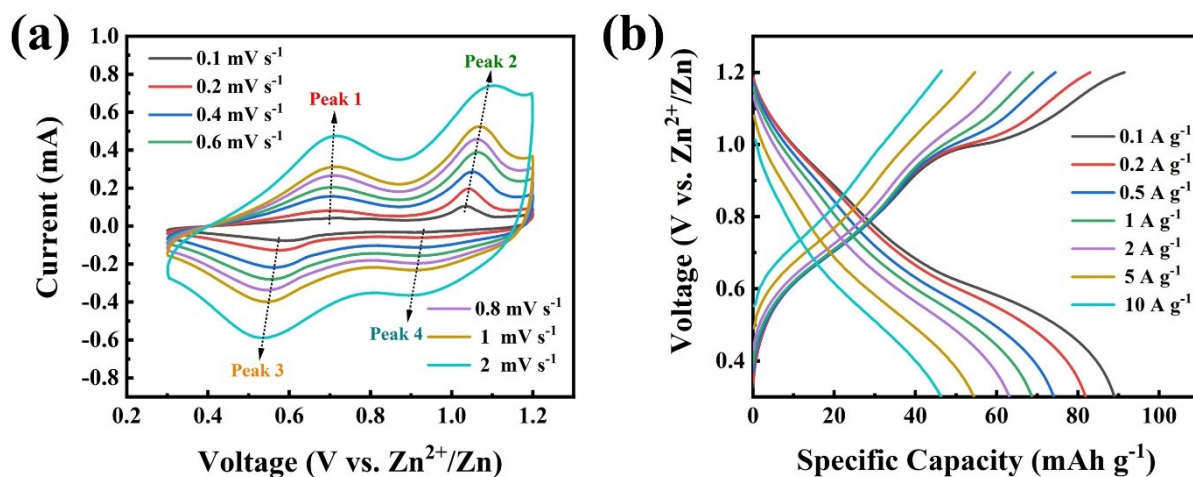 (a)
Current (mA)
1.0
0.8
0.6
0.4
0.2
0.0
-0.2
-0.4
-0.6
-0.8
0.1 mV s⁻¹
0.2 mV s⁻¹
0.4 mV s⁻¹
0.6 mV s⁻¹
Peak 1
Peak 2
Peak 3
Peak 4
0.8 mV s⁻¹
1 mV s⁻¹
2 mV s⁻¹
0.2 0.4 0.6 0.8 1.0 1.2
Voltage (V vs. Zn²⁺/Zn)
(b)
Voltage (V vs. Zn²⁺/Zn)
1.2
1.0
0.8
0.6
0.4
0.1 A g⁻¹
0.2 A g⁻¹
0.5 A g⁻¹
1 A g⁻¹
2 A g⁻¹
5 A g⁻¹
10 A g⁻¹
0 20 40 60 80 100
Specific Capacity (mAh g⁻¹)